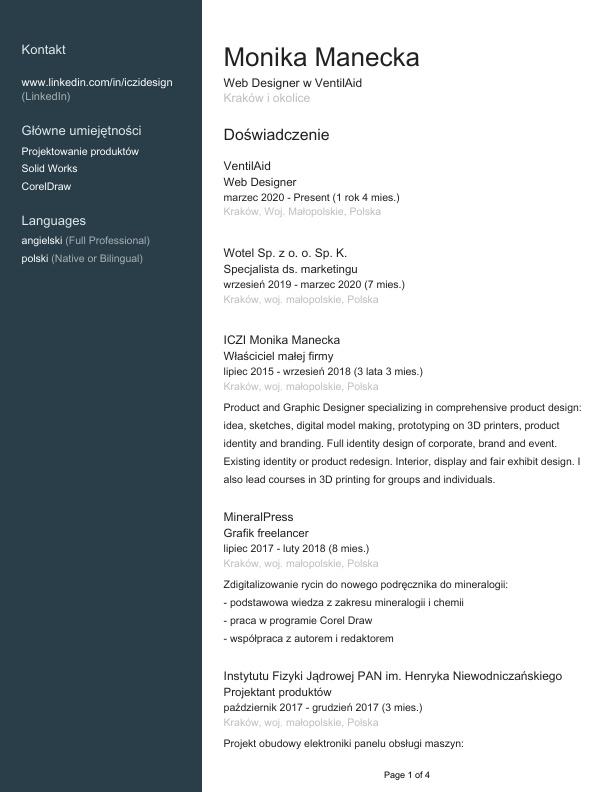 Kontakt
www.linkedin.com/in/iczidesign
(LinkedIn)
Główne umiejętności
Projektowanie produktów
Solid Works
CorelDraw
Languages
angielski (Full Professional)
polski (Native or Bilingual)
Monika Manecka
Web Designer w VentilAid
Kraków i okolice
Doświadczenie
VentilAid
Web Designer
marzec 2020 - Present (1 rok 4 mies.)
Kraków, Woj. Małopolskie, Polska
Wotel Sp. z o. o. Sp. K.
Specjalista ds. marketingu
wrzesień 2019 - marzec 2020 (7 mies.)
Kraków, woj. małopolskie, Polska
ICZI Monika Manecka
Właściciel małej firmy
lipiec 2015 - wrzesień 2018 (3 lata 3 mies.)
Kraków, woj. małopolskie, Polska
Product and Graphic Designer specializing in comprehensive product design:
idea, sketches, digital model making, prototyping on 3D printers, product
identity and branding. Full identity design of corporate, brand and event.
Existing identity or product redesign. Interior, display and fair exhibit design. I
also lead courses in 3D printing for groups and individuals.
MineralPress
Grafik freelancer
lipiec 2017 - luty 2018 (8 mies.)
Kraków, woj. małopolskie, Polska
Zdigitalizowanie rycin do nowego podręcznika do mineralogii:
- podstawowa wiedza z zakresu mineralogii i chemii
- praca w programie Corel Draw
- współpraca z autorem i redaktorem
Instytutu Fizyki Jądrowej PAN im. Henryka Niewodniczańskiego
Projektant produktów
październik 2017 - grudzień 2017 (3 mies.)
Kraków, woj. małopolskie, Polska
Projekt obudowy elektroniki panelu obsługi maszyn:
Page 1 of 4